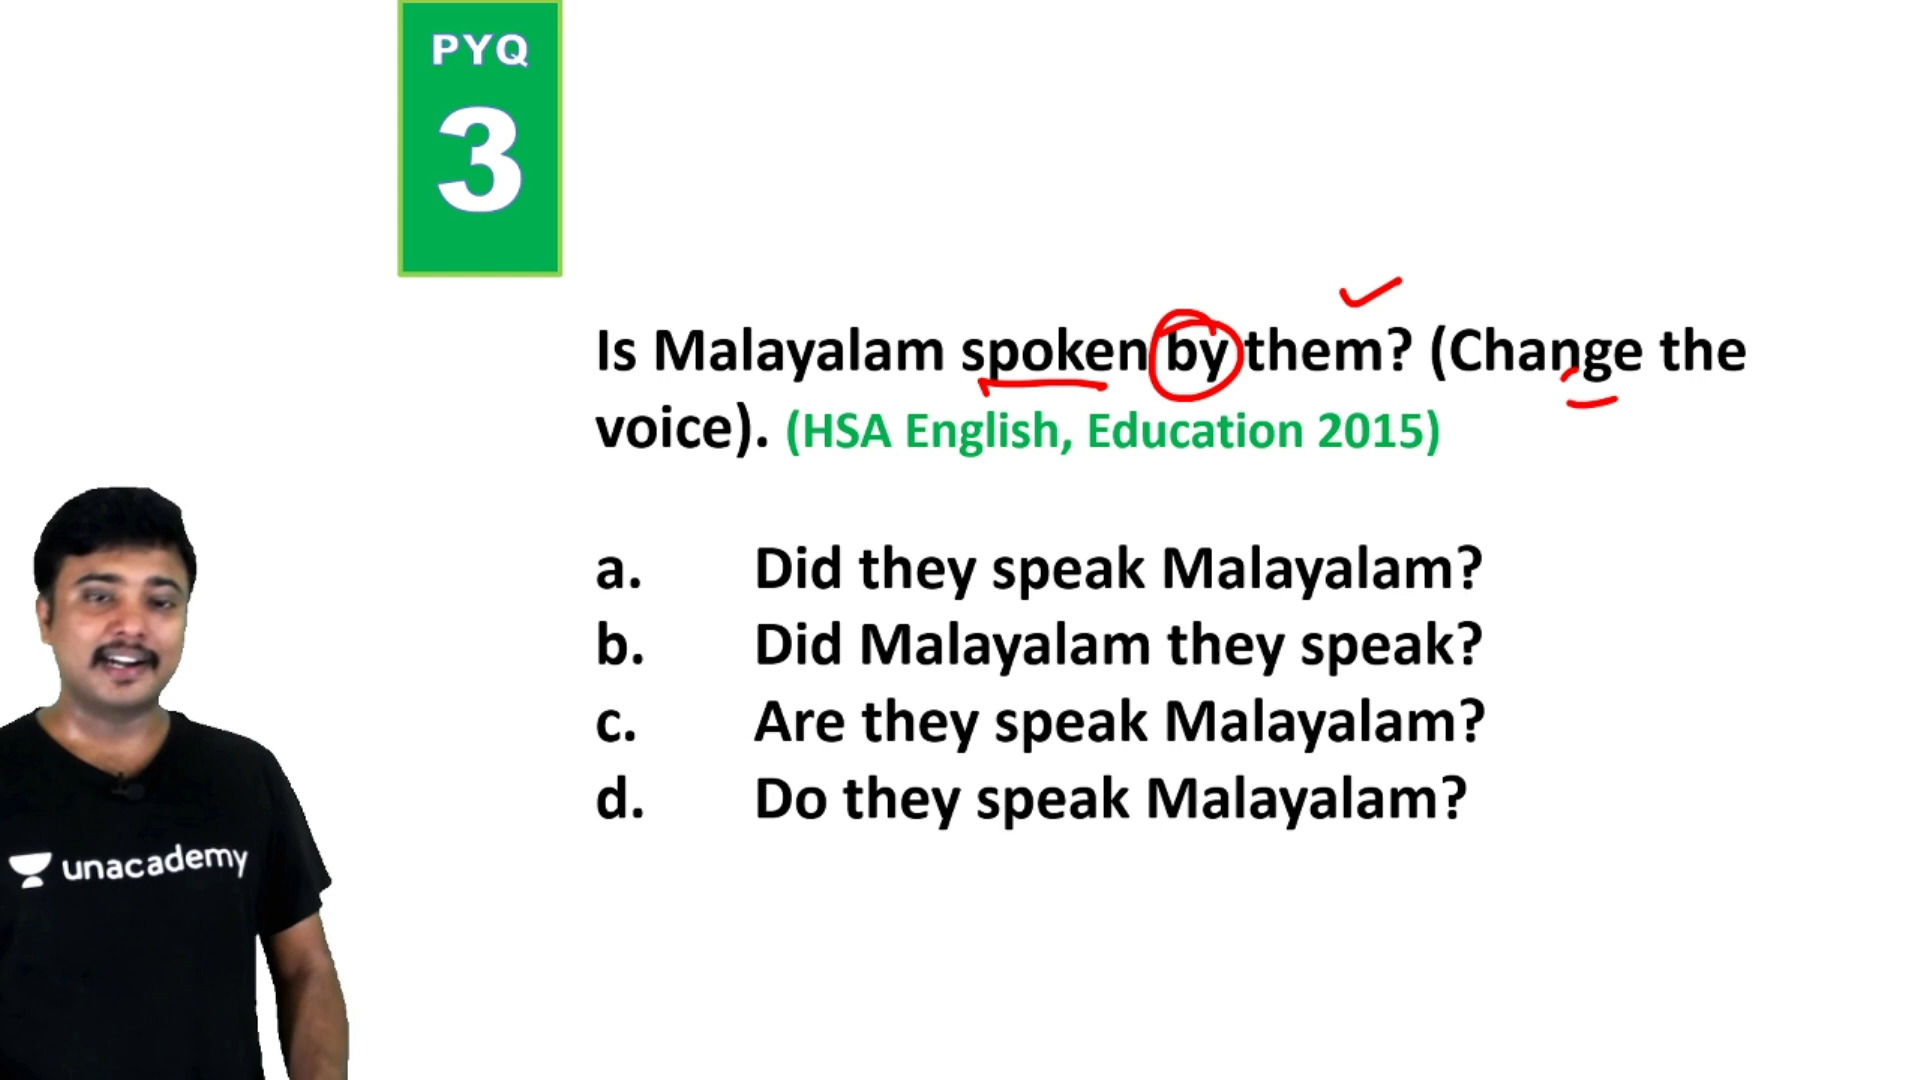 PYQ
3
Is Malayalam spoken by them? (Change the
voice). (HSA English, Education 2015)
a. Did they speak Malayalam?
b. Did Malayalam they speak?
c. Are they speak Malayalam?
d. Do they speak Malayalam?
unacademy